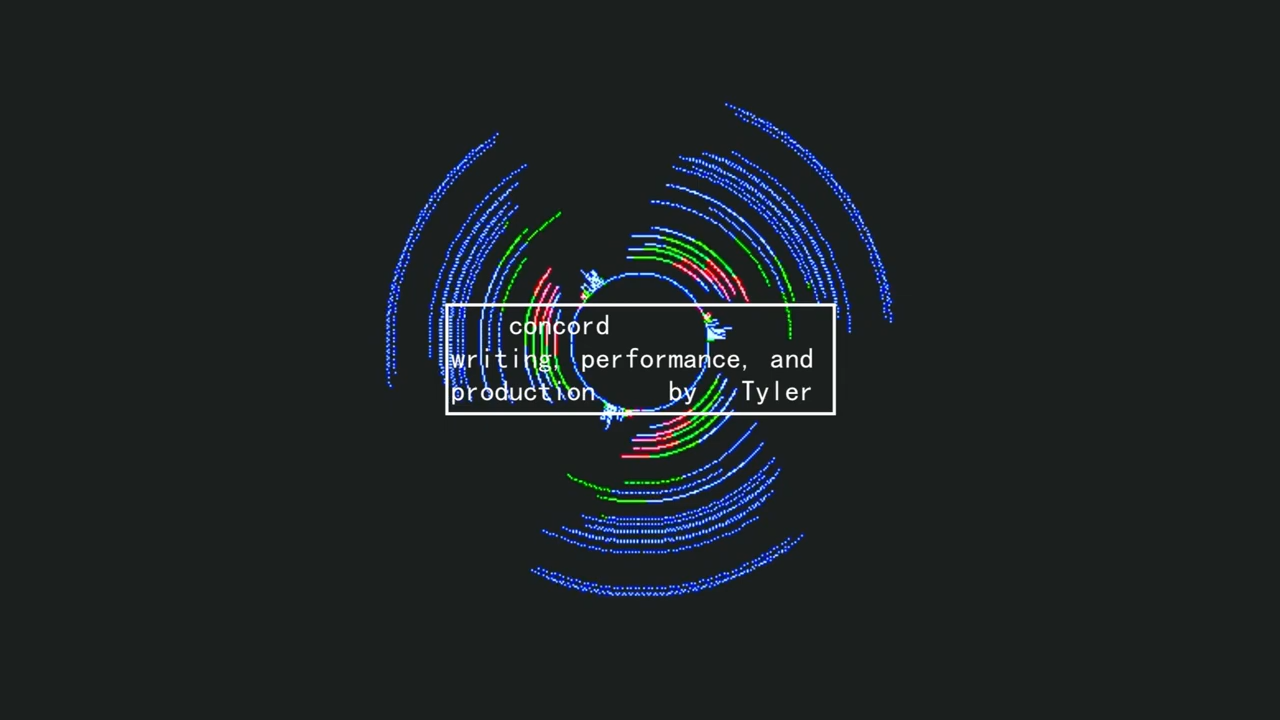 concord
writing, performance, and
production by Tyler